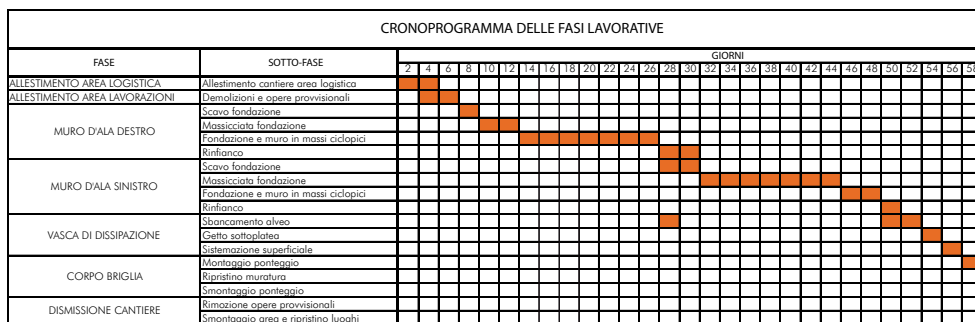 CRONOPROGRAMMA DELLE FASI LAVORATIVE
FASE SOTTO-FASE GIORNI
2 4 6 8 10 12 14 16 18 20 22 24 26 28 30 32 34 36 38 40 42 44 46 48 50 52 54 56 58
ALLESTIMENTO AREA LOGISTICA Allestimento cantiere area logistica
ALLESTIMENTO AREA LAVORAZIONI Demolizioni e opere provvisionali
MURO D'ALA DESTRO
Scavo fondazione
Massicciata fondazione
Fondazione e muro in massi ciclopici
Rinfianco
MURO D'ALA SINISTRO
Scavo fondazione
Massicciata fondazione
Fondazione e muro in massi ciclopici
Rinfianco
VASCA DI DISSIPAZIONE
Sbancamento alveo
Getto sottoplatea
Sistemazione superficiale
CORPO BRIGLIA
Montaggio ponteggio
Ripristino muratura
Smontaggio ponteggio
DISMISSIONE CANTIERE
Rimozione opere provvisionali
Smontaggio area e ripristino luoghi